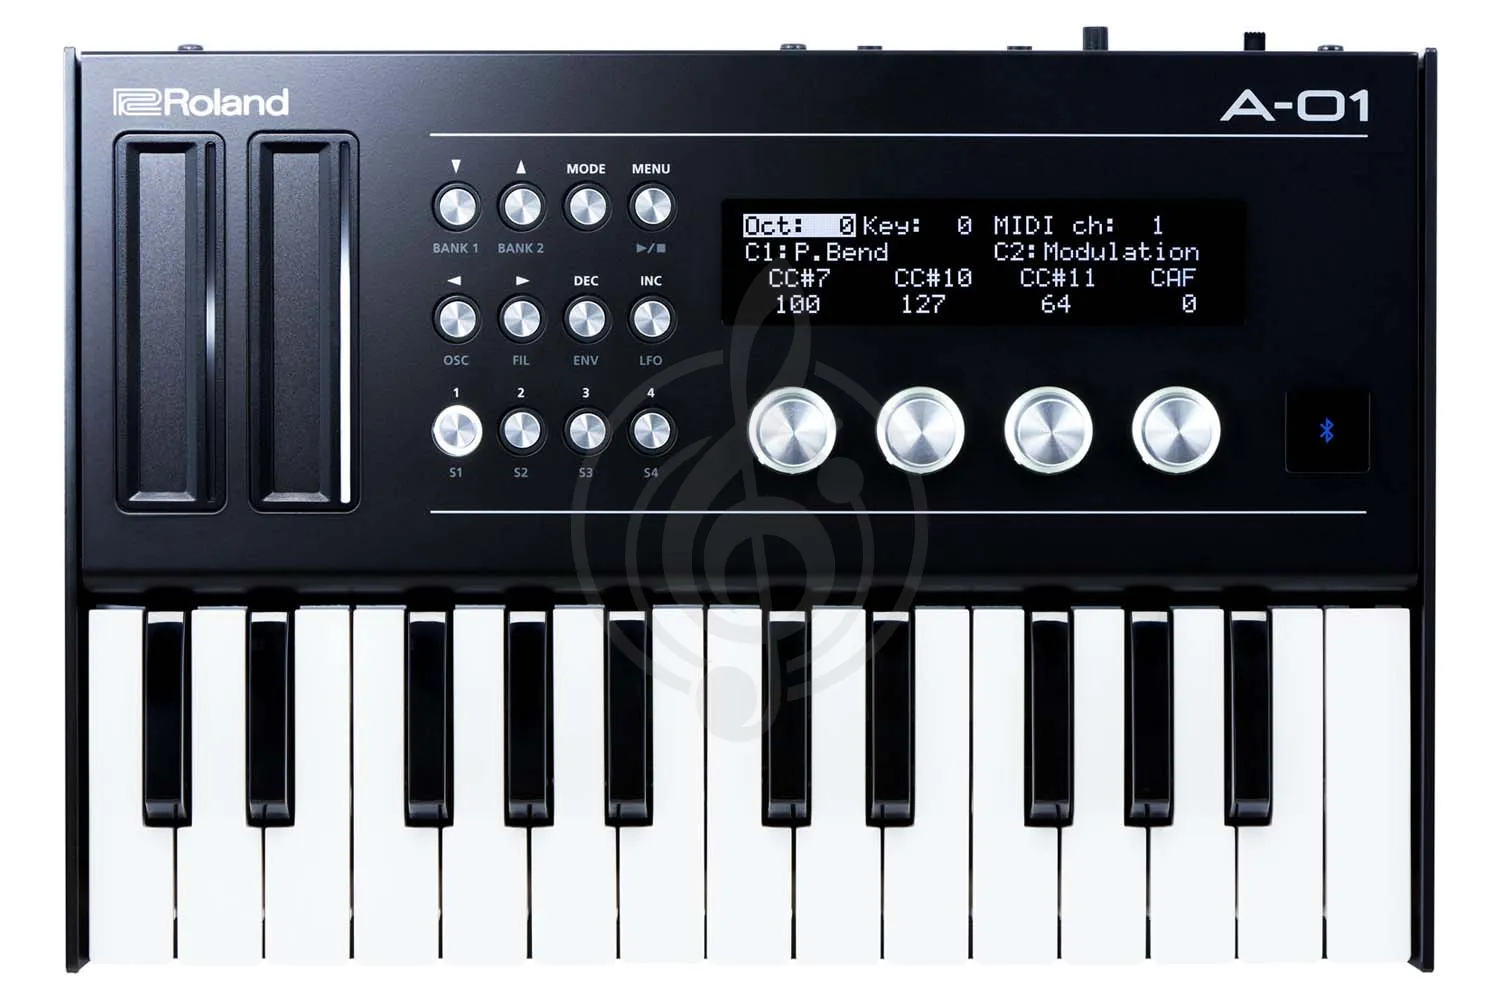 Roland
A-01
▼ ▲ MODE MENU
BANK 1 BANK 2 ►/■
◄ ► DEC INC
OSC FIL ENV LFO
1 2 3 4
S1 S2 S3 S4
Oct: 0 Key: 0 MIDI ch: 1
C1:P.Bend C2:Modulation
CC#7 CC#10 CC#11 CAF
100 127 64 0